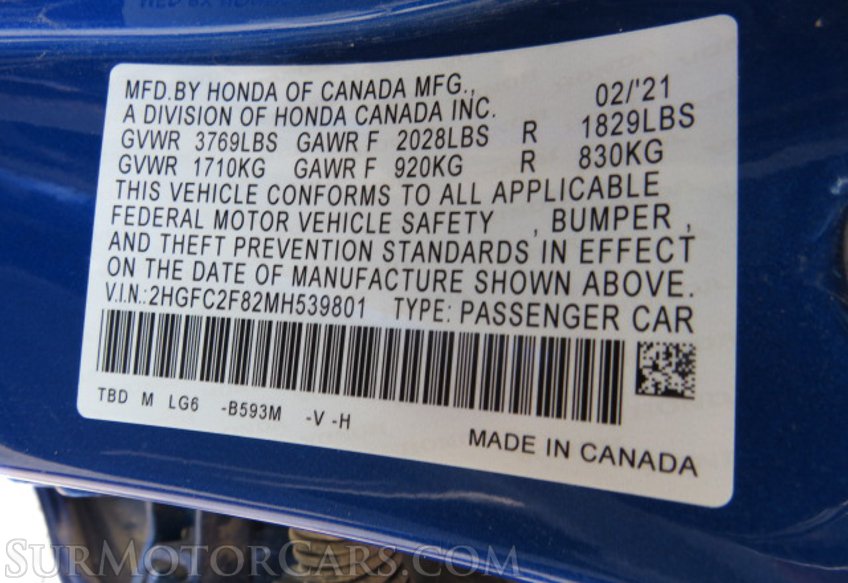 MFD.BY HONDA OF CANADA MFG., 02/'21
A DIVISION OF HONDA CANADA INC.
GVWR 3769LBS GAWR F 2028LBS R 1829LBS
GVWR 1710KG GAWR F 920KG R 830KG
THIS VEHICLE CONFORMS TO ALL APPLICABLE
FEDERAL MOTOR VEHICLE SAFETY , BUMPER ,
AND THEFT PREVENTION STANDARDS IN EFFECT
ON THE DATE OF MANUFACTURE SHOWN ABOVE.
V.I.N.:2HGFC2F82MH539801 TYPE: PASSENGER CAR
TBD M LG6 -B593M -V -H
MADE IN CANADA
SURMOTORCARS.COM